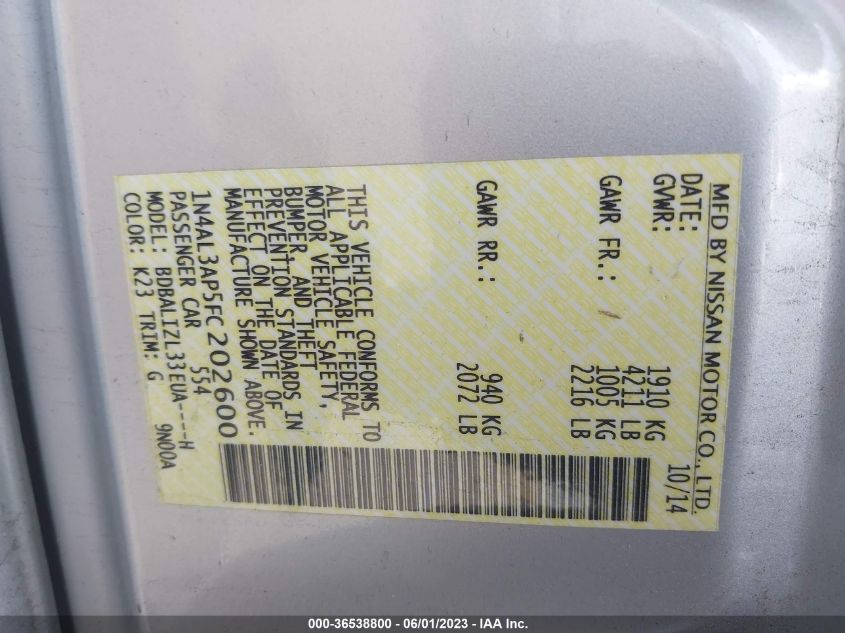 MFD BY NISSAN MOTOR CO., LTD.
DATE: 10/14
GVWR: 1910 KG
4211 LB
GAWR FR.: 1005 KG
2216 LB
GAWR RR.: 940 KG
2072 LB
THIS VEHICLE CONFORMS TO
ALL APPLICABLE FEDERAL
MOTOR VEHICLE SAFETY,
BUMPER, AND THEFT
PREVENTION STANDARDS IN
EFFECT ON THE DATE OF
MANUFACTURE SHOWN ABOVE.
1N4AL3AP5FC202600
PASSENGER CAR 554
MODEL: BDBALIZL33EUA----H
COLOR: K23 TRIM: G 9N00A
000-36538800 - 06/01/2023 - IAA Inc.